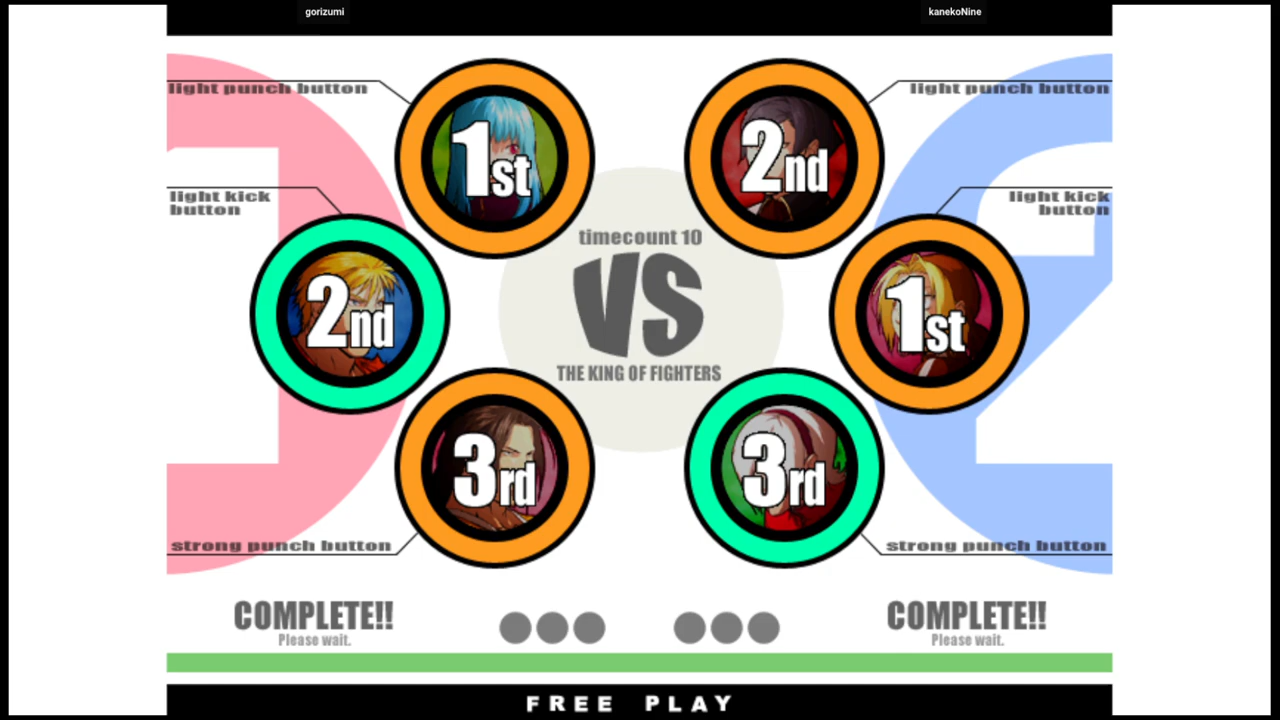 gorizumi
kanekoNine
light punch button
light punch button
1st
2nd
light kick
button
light kick
button
timecount 10
VS
THE KING OF FIGHTERS
2nd
1st
3rd
3rd
strong punch button
strong punch button
COMPLETE!!
Please wait.
COMPLETE!!
Please wait.
FREE PLAY